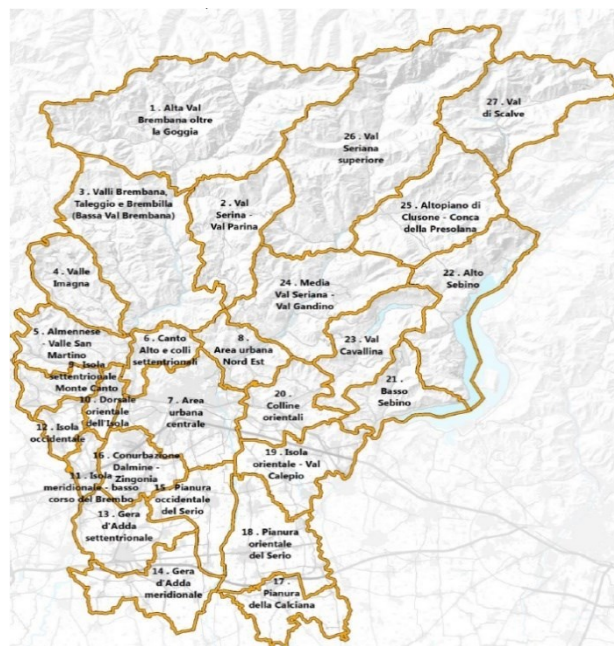 1 . Alta Val
Brembana oltre
la Goggia
27 . Val
di Scalve
26 . Val
Seriana
superiore
3 . Valli Brembana,
Taleggio e Brembilla
(Bassa Val Brembana)
2 . Val
Serina -
Val Parina
25 . Altopiano di
Clusone - Conca
della Presolana
4 . Valle
Imagna
24 . Media
Val Seriana -
Val Gandino
22 . Alto
Sebino
5 . Almennese -
Valle San
Martino
6 . Canto
Alto e colli
settentrionali
8 .
Area urbana
Nord Est
23 . Val
Cavallina
9 . Isola
settentrionale -
Monte Canto
21 .
Basso
Sebino
10 . Dorsale
orientale
dell'Isola
7 . Area
urbana
centrale
20 .
Colline
orientali
12 . Isola
occidentale
16 . Conurbazione
Dalmine -
Zingonia
19 . Isola
orientale - Val
Calepio
11 . Isola
meridionale - basso
corso del Brembo
15 . Pianura
occidentale
del Serio
13 . Gera
d'Adda
settentrionale
18 . Pianura
orientale
del Serio
14 . Gera
d'Adda
meridionale
17 .
Pianura
della Calciana